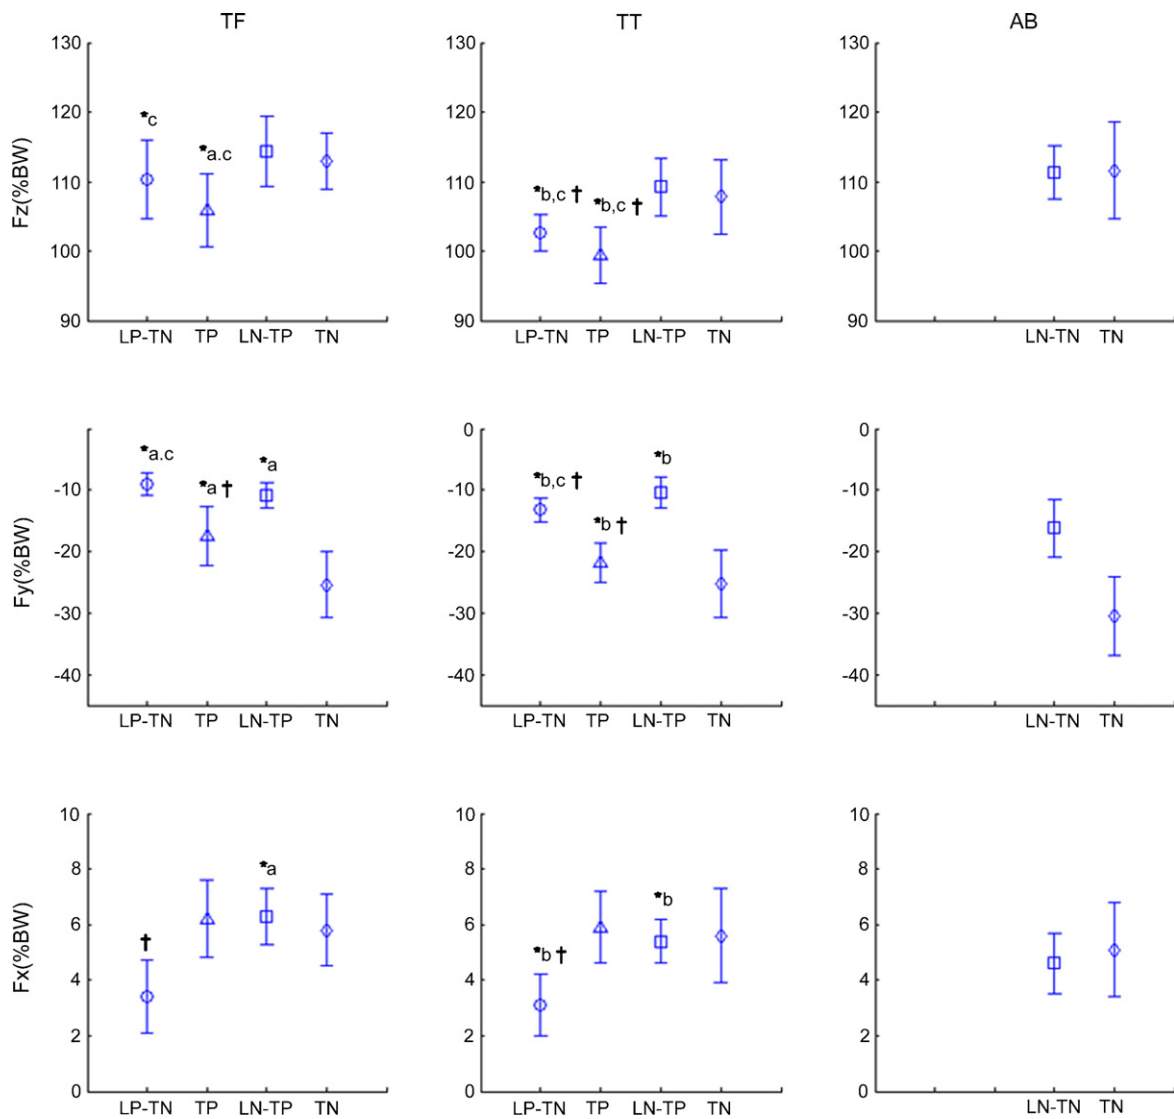 TF TT AB
Fz(%BW)
130 130 130
120 120 120
110 110 110
100 100 100
90 90 90
*c *a.c
*b,c † *b,c †
LP-TN TP LN-TP TN LP-TN TP LN-TP TN LN-TN TN
Fy(%BW)
0 0
-10 -10 -10
-20 -20 -20
-30 -30 -30
-40 -40 -40
*a.c *a † *a
*b,c † *b † *b
LP-TN TP LN-TP TN LP-TN TP LN-TP TN LN-TN TN
Fx(%BW)
10 10 10
8 8 8
6 6 6
4 4 4
2 2 2
0 0 0
† *a
*b † *b
LP-TN TP LN-TP TN LP-TN TP LN-TP TN LN-TN TN